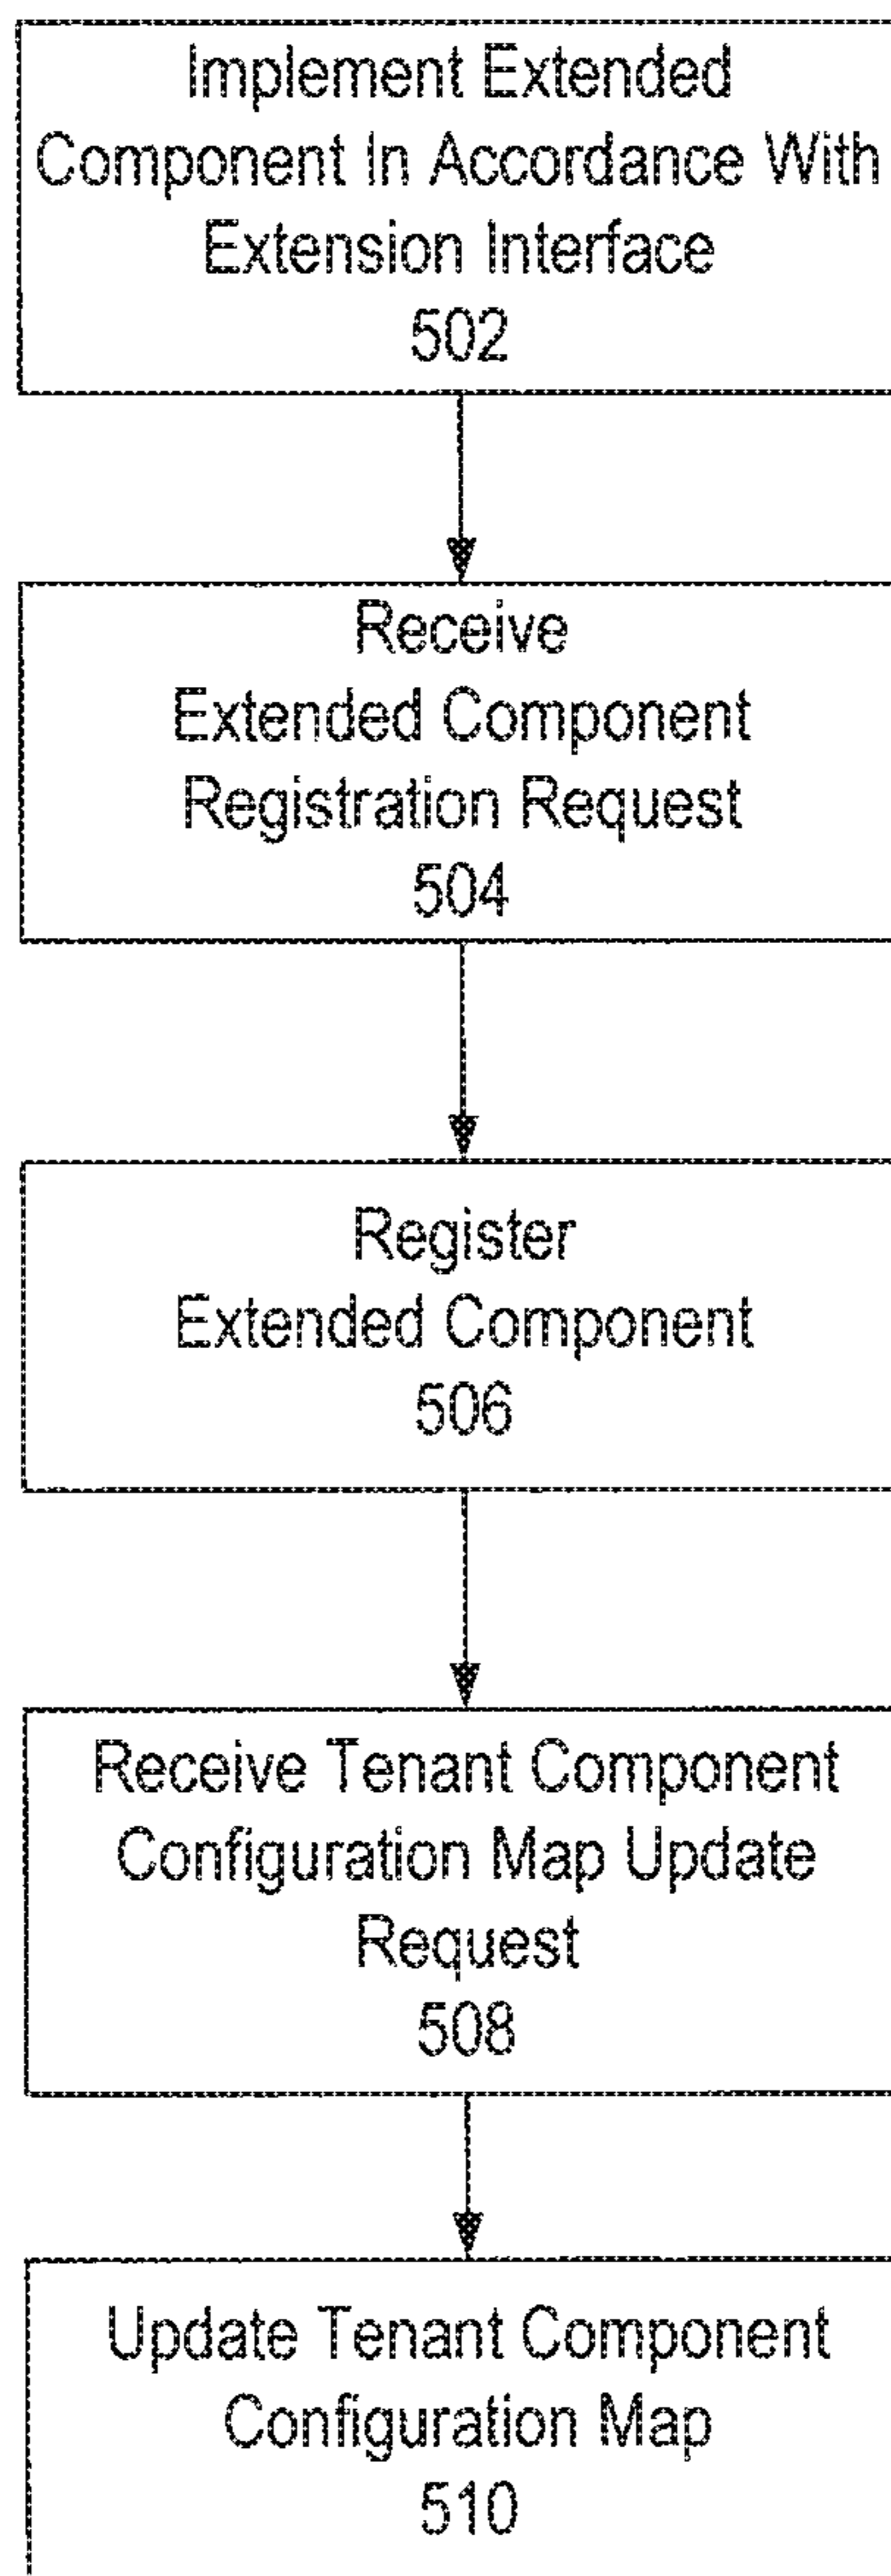 Implement Extended
Component In Accordance With
Extension Interface
502
Receive
Extended Component
Registration Request
504
Register
Extended Component
506
Receive Tenant Component
Configuration Map Update
Request
508
Update Tenant Component
Configuration Map
510